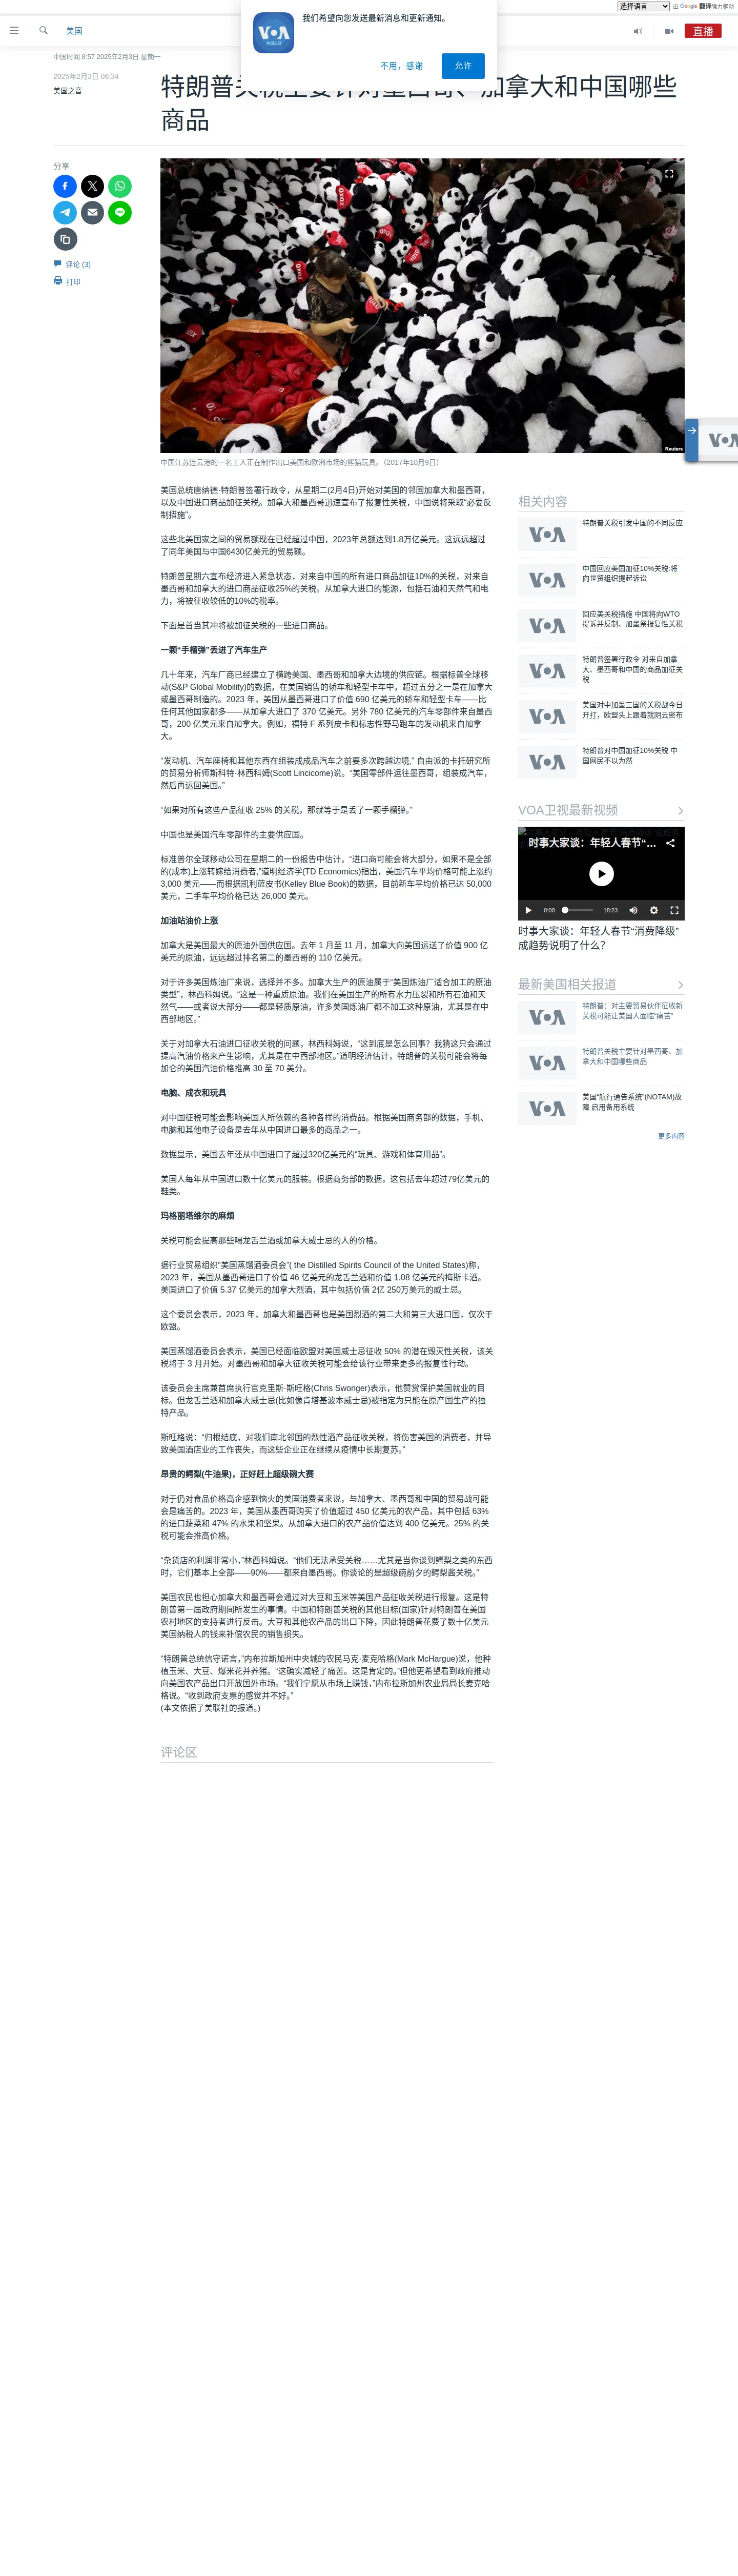 选择语言
由 Google 翻译强力驱动
我们希望向您发送最新消息和更新通知。
VOA
不用，感谢
允许
美国
直播
中国时间 8:57 2025年2月3日 星期一
2025年2月3日 06:34
美国之音
加拿大和中国哪些
商品
分享
评论 (3)
打印
Reuters
中国江苏连云港的一名工人正在制作出口美国和欧洲市场的熊猫玩具。（2017年10月9日）
美国总统唐纳德·特朗普签署行政令，从星期二(2月4日)开始对美国的邻国加拿大和墨西哥，
以及中国进口商品加征关税。加拿大和墨西哥迅速宣布了报复性关税，中国说将采取“必要反
制措施”。
这些北美国家之间的贸易额现在已经超过中国，2023年总额达到1.8万亿美元。这远远超过
了同年美国与中国6430亿美元的贸易额。
特朗普星期六宣布经济进入紧急状态，对来自中国的所有进口商品加征10%的关税，对来自
墨西哥和加拿大的进口商品征收25%的关税。从加拿大进口的能源，包括石油和天然气和电
力，将被征收较低的10%的税率。
下面是首当其冲将被加征关税的一些进口商品。
一颗“手榴弹”丢进了汽车生产
几十年来，汽车厂商已经建立了横跨美国、墨西哥和加拿大边境的供应链。根据标普全球移
动(S&P Global Mobility)的数据，在美国销售的轿车和轻型卡车中，超过五分之一是在加拿大
或墨西哥制造的。2023 年，美国从墨西哥进口了价值 690 亿美元的轿车和轻型卡车——比
任何其他国家都多——从加拿大进口了 370 亿美元。另外 780 亿美元的汽车零部件来自墨西
哥，200 亿美元来自加拿大。例如，福特 F 系列皮卡和标志性野马跑车的发动机来自加拿
大。
“发动机、汽车座椅和其他东西在组装成成品汽车之前要多次跨越边境，” 自由派的卡托研究所
的贸易分析师斯科特·林西科姆(Scott Lincicome)说。“美国零部件运往墨西哥，组装成汽车，
然后再运回美国。”
“如果对所有这些产品征收 25% 的关税，那就等于是丢了一颗手榴弹。”
中国也是美国汽车零部件的主要供应国。
标准普尔全球移动公司在星期二的一份报告中估计，“进口商可能会将大部分，如果不是全部
的(成本)上涨转嫁给消费者，”道明经济学(TD Economics)指出，美国汽车平均价格可能上涨约
3,000 美元——而根据凯利蓝皮书(Kelley Blue Book)的数据，目前新车平均价格已达 50,000
美元，二手车平均价格已达 26,000 美元。
加油站油价上涨
加拿大是美国最大的原油外国供应国。去年 1 月至 11 月，加拿大向美国运送了价值 900 亿
美元的原油，远远超过排名第二的墨西哥的 110 亿美元。
对于许多美国炼油厂来说，选择并不多。加拿大生产的原油属于“美国炼油厂适合加工的原油
类型”，林西科姆说。“这是一种重质原油。我们在美国生产的所有水力压裂和所有石油和天
然气——或者说大部分——都是轻质原油，许多美国炼油厂都不加工这种原油，尤其是在中
西部地区。”
关于对加拿大石油进口征收关税的问题，林西科姆说，“这到底是怎么回事？我猜这只会通过
提高汽油价格来产生影响，尤其是在中西部地区。”道明经济估计，特朗普的关税可能会将每
加仑的美国汽油价格推高 30 至 70 美分。
电脑、成衣和玩具
对中国征税可能会影响美国人所依赖的各种各样的消费品。根据美国商务部的数据，手机、
电脑和其他电子设备是去年从中国进口最多的商品之一。
数据显示，美国去年还从中国进口了超过320亿美元的“玩具、游戏和体育用品”。
美国人每年从中国进口数十亿美元的服装。根据商务部的数据，这包括去年超过79亿美元的
鞋类。
玛格丽塔维尔的麻烦
关税可能会提高那些喝龙舌兰酒或加拿大威士忌的人的价格。
据行业贸易组织“美国蒸馏酒委员会”( the Distilled Spirits Council of the United States)称，
2023 年，美国从墨西哥进口了价值 46 亿美元的龙舌兰酒和价值 1.08 亿美元的梅斯卡酒。
美国进口了价值 5.37 亿美元的加拿大烈酒，其中包括价值 2亿 250万美元的威士忌。
这个委员会表示，2023 年，加拿大和墨西哥也是美国烈酒的第二大和第三大进口国，仅次于
欧盟。
美国蒸馏酒委员会表示，美国已经面临欧盟对美国威士忌征收 50% 的潜在毁灭性关税，该关
税将于 3 月开始。对墨西哥和加拿大征收关税可能会给该行业带来更多的报复性行动。
该委员会主席兼首席执行官克里斯·斯旺格(Chris Swonger)表示，他赞赏保护美国就业的目
标。但龙舌兰酒和加拿大威士忌(比如像肯塔基波本威士忌)被指定为只能在原产国生产的独
特产品。
斯旺格说：“归根结底，对我们南北邻国的烈性酒产品征收关税，将伤害美国的消费者，并导
致美国酒店业的工作丧失，而这些企业正在继续从疫情中长期复苏。”
昂贵的鳄梨(牛油果)，正好赶上超级碗大赛
对于仍对食品价格高企感到恼火的美国消费者来说，与加拿大、墨西哥和中国的贸易战可能
会是痛苦的。2023 年，美国从墨西哥购买了价值超过 450 亿美元的农产品，其中包括 63%
的进口蔬菜和 47% 的水果和坚果。从加拿大进口的农产品价值达到 400 亿美元。25% 的关
税可能会推高价格。
“杂货店的利润非常小，”林西科姆说。“他们无法承受关税……尤其是当你谈到鳄梨之类的东西
时，它们基本上全部——90%——都来自墨西哥。你谈论的是超级碗前夕的鳄梨酱关税。”
美国农民也担心加拿大和墨西哥会通过对大豆和玉米等美国产品征收关税进行报复。这是特
朗普第一届政府期间所发生的事情。中国和特朗普关税的其他目标(国家)针对特朗普在美国
农村地区的支持者进行反击。大豆和其他农产品的出口下降，因此特朗普花费了数十亿美元
美国纳税人的钱来补偿农民的销售损失。
“特朗普总统信守诺言，”内布拉斯加州中央城的农民马克·麦克哈格(Mark McHargue)说，他种
植玉米、大豆、爆米花并养猪。“这确实减轻了痛苦。这是肯定的。”但他更希望看到政府推动
向美国农产品出口开放国外市场。“我们宁愿从市场上赚钱，”内布拉斯加州农业局局长麦克哈
格说。“收到政府支票的感觉并不好。”
(本文依据了美联社的报道。)
评论区
相关内容
VOA
特朗普关税引发中国的不同反应
VOA
中国回应美国加征10%关税:将
向世贸组织提起诉讼
VOA
回应美关税措施 中国将向WTO
提诉并反制、加墨祭报复性关税
VOA
特朗普签署行政令 对来自加拿
大、墨西哥和中国的商品加征关
税
VOA
美国对中加墨三国的关税战今日
开打，欧盟头上跟着就阴云密布
VOA
特朗普对中国加征10%关税 中
国网民不以为然
VOA卫视最新视频
时事大家谈：年轻人春节“...
0:00
18:23
时事大家谈：年轻人春节“消费降级”
成趋势说明了什么？
最新美国相关报道
VOA
特朗普：对主要贸易伙伴征收新
关税可能让美国人面临“痛苦”
VOA
特朗普关税主要针对墨西哥、加
拿大和中国哪些商品
VOA
美国“航行通告系统”(NOTAM)故
障 启用备用系统
更多内容